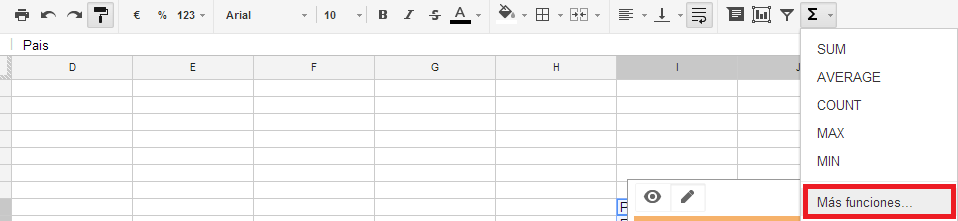 € % 123 Arial 10 B I S A Σ
Pais
D E F G H I J
SUM
AVERAGE
COUNT
MAX
MIN
Más funciones...